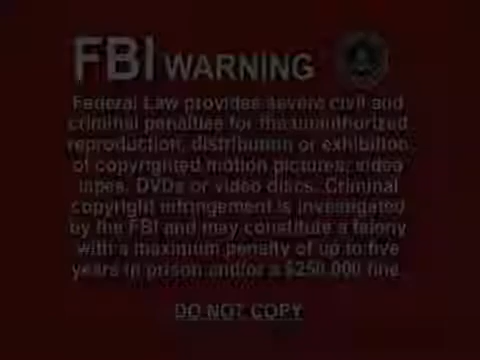 FBI WARNING
Federal Law provides severe civil and
criminal penalties for the unauthorized
reproduction, distribution or exhibition
of copyrighted motion pictures, video
tapes, DVDs or video discs. Criminal
copyright infringement is investigated
by the FBI and may constitute a felony
with a maximum penalty of up to five
years in prison and/or a $250,000 fine.
DO NOT COPY